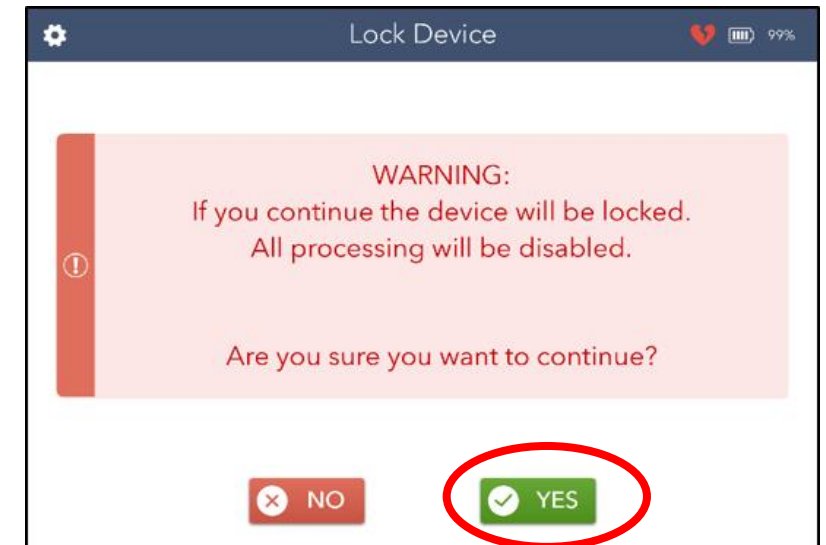 Lock Device
99%
WARNING:
If you continue the device will be locked.
All processing will be disabled.
Are you sure you want to continue?
NO
YES